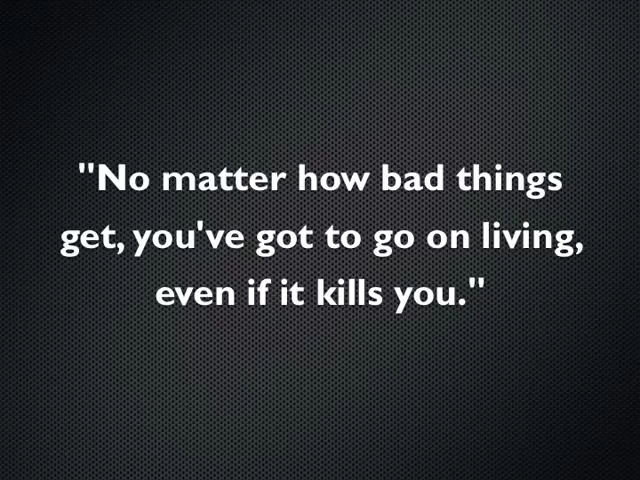 "No matter how bad things
get, you've got to go on living,
even if it kills you."